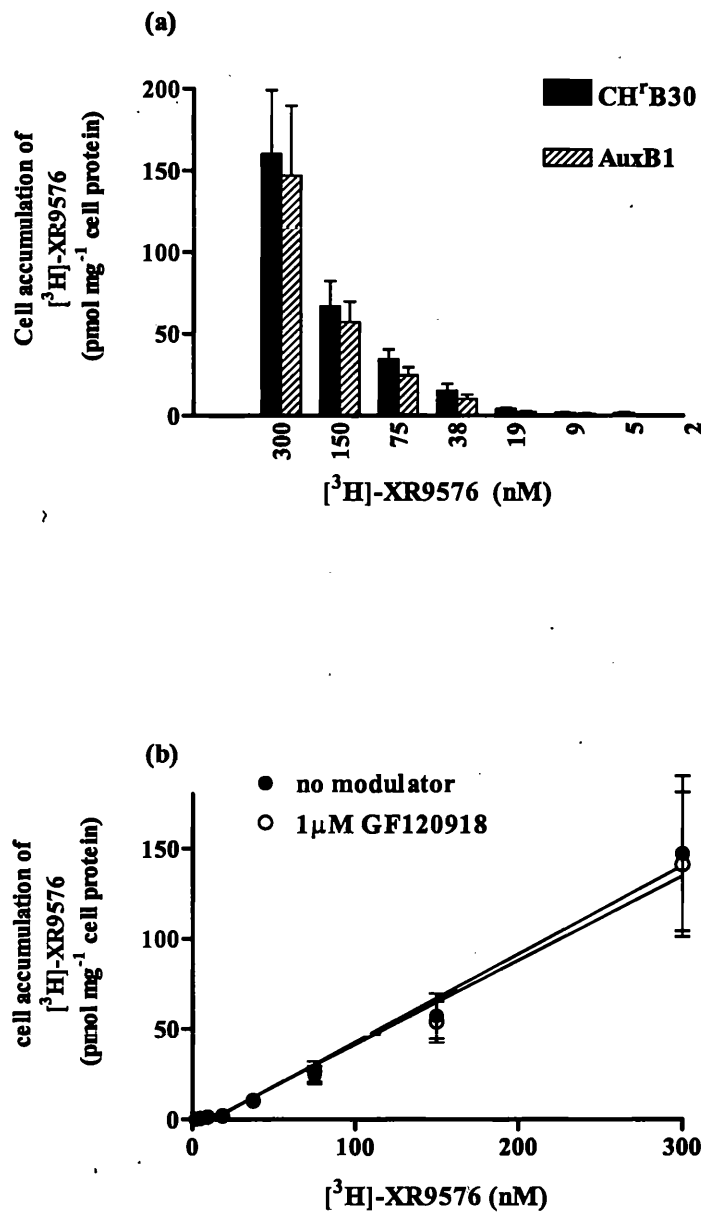 (a)
200
150
100
50
0
Cell accumulation of
[³H]-XR9576
(pmol mg⁻¹ cell protein)
CHʳB30
AuxB1
300
150
75
38
19
9
5
2
[³H]-XR9576 (nM)
(b)
no modulator
1µM GF120918
150
100
50
0
cell accumulation of
[³H]-XR9576
(pmol mg⁻¹ cell protein)
0
100
200
300
[³H]-XR9576 (nM)